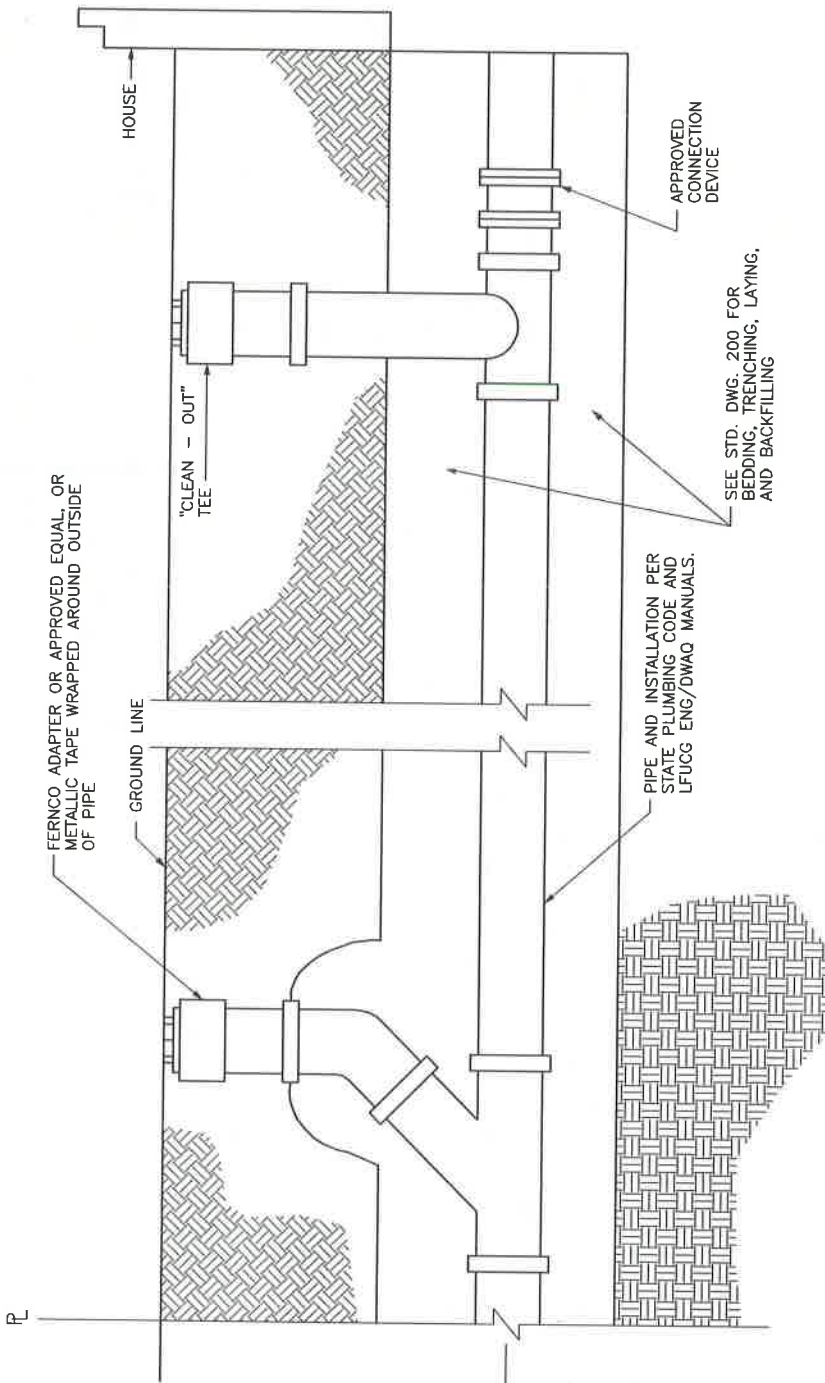 FERNCO ADAPTER OR APPROVED EQUAL, OR
METALLIC TAPE WRAPPED AROUND OUTSIDE
OF PIPE
GROUND LINE
"CLEAN - OUT"
TEE
HOUSE
PL
PIPE AND INSTALLATION PER
STATE PLUMBING CODE AND
LFUCG ENG/DWAQ MANUALS.
SEE STD. DWG. 200 FOR
BEDDING, TRENCHING, LAYING,
AND BACKFILLING
APPROVED
CONNECTION
DEVICE